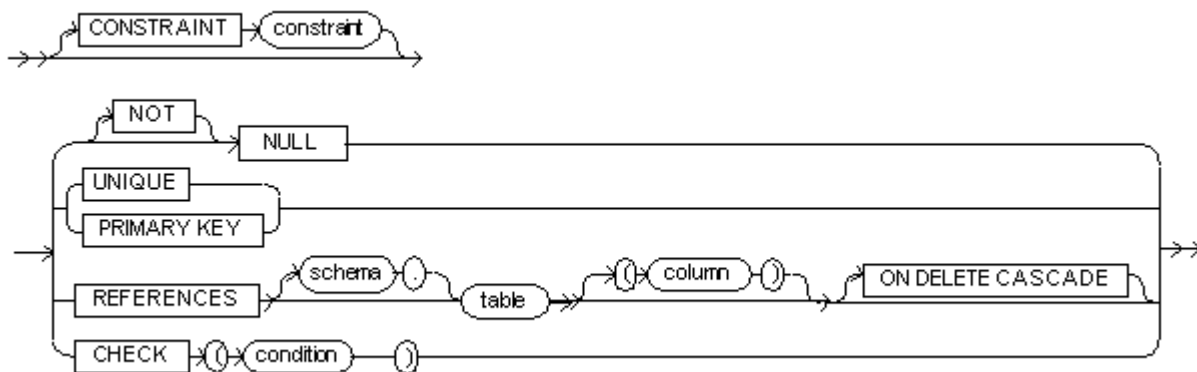 CONSTRAINT constraint
NOT
NULL
UNIQUE
PRIMARY KEY
REFERENCES schema . table ( column ) ON DELETE CASCADE
CHECK ( condition )